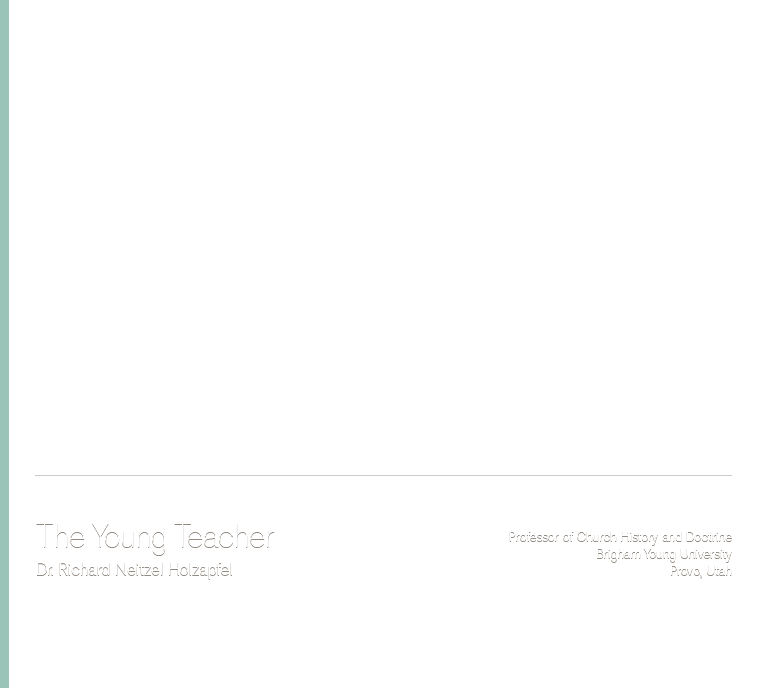 The Young Teacher
Dr. Richard Neitzel Holzapfel
Professor of Church History and Doctrine
Brigham Young University
Provo, Utah